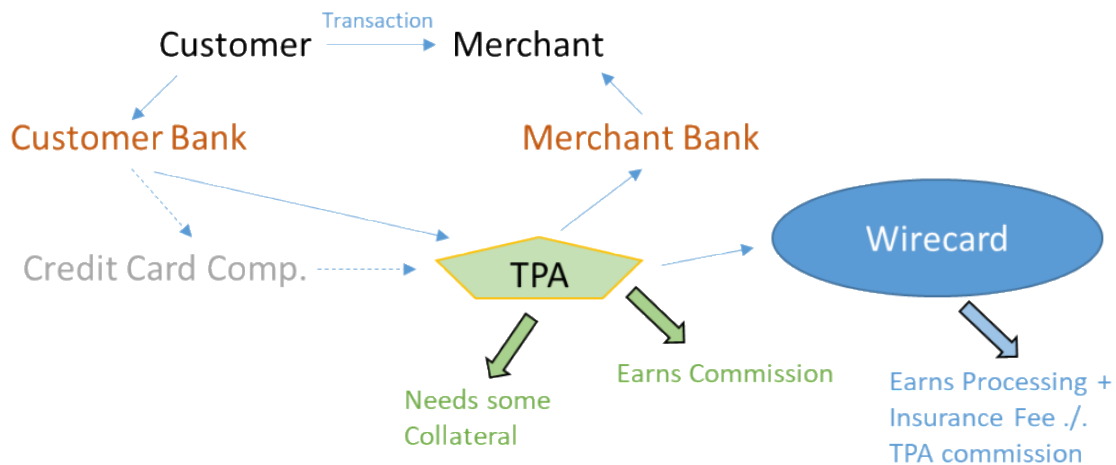 Transaction
Customer
Merchant
Customer Bank
Merchant Bank
Wirecard
Credit Card Comp.
TPA
Earns Commission
Needs some
Collateral
Earns Processing +
Insurance Fee ./.
TPA commission